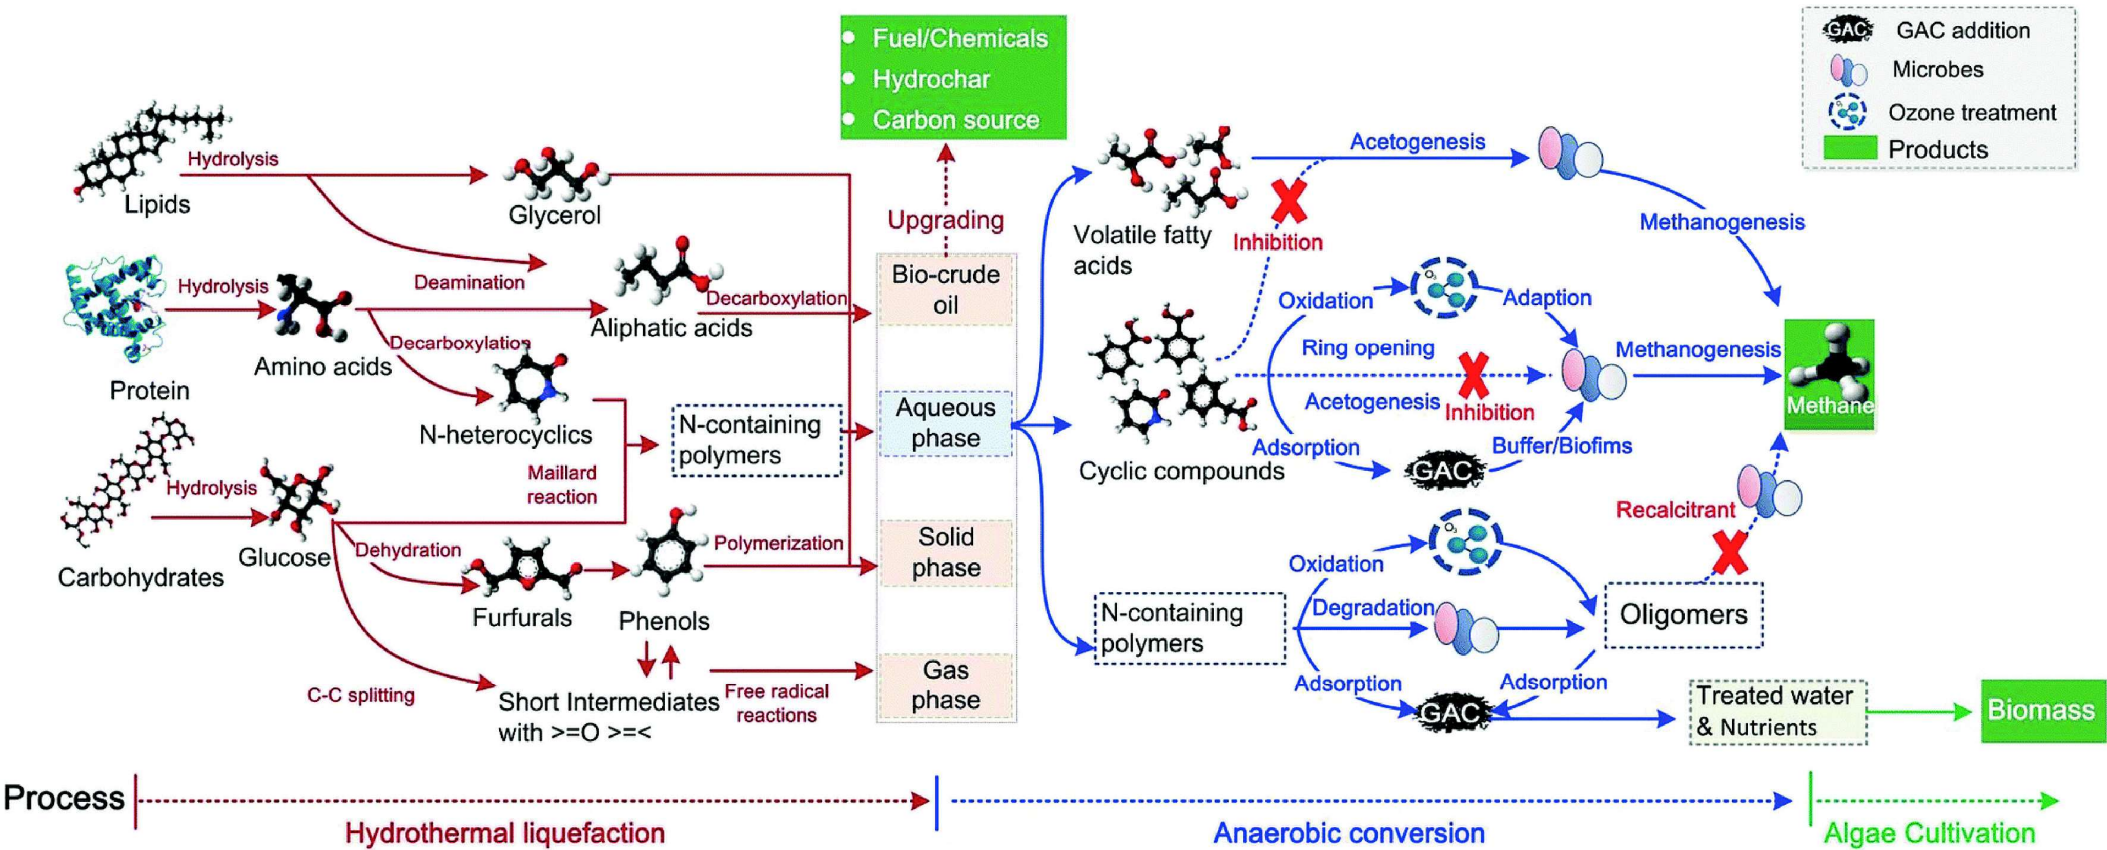 Fuel/Chemicals
Hydrochar
Carbon source
GAC
GAC addition
Microbes
O3
Ozone treatment
Products
Lipids
Hydrolysis
Glycerol
Deamination
Protein
Hydrolysis
Amino acids
Aliphatic acids
Decarboxylation
Decarboxylation
N-heterocyclics
Carbohydrates
Hydrolysis
Glucose
Maillard
reaction
N-containing
polymers
Dehydration
Furfurals
Phenols
Polymerization
C-C splitting
Short Intermediates
with >=O >=<
Free radical
reactions
Upgrading
Bio-crude
oil
Aqueous
phase
Solid
phase
Gas
phase
Volatile fatty
acids
Acetogenesis
Inhibition
Methanogenesis
Cyclic compounds
Oxidation
O3
Adaption
Ring opening
Acetogenesis
Inhibition
Methanogenesis
Adsorption
GAC
Buffer/Biofims
Methane
N-containing
polymers
Oxidation
O3
Degradation
Adsorption
GAC
Adsorption
Oligomers
Recalcitrant
Treated water
& Nutrients
Biomass
Process
Hydrothermal liquefaction
Anaerobic conversion
Algae Cultivation